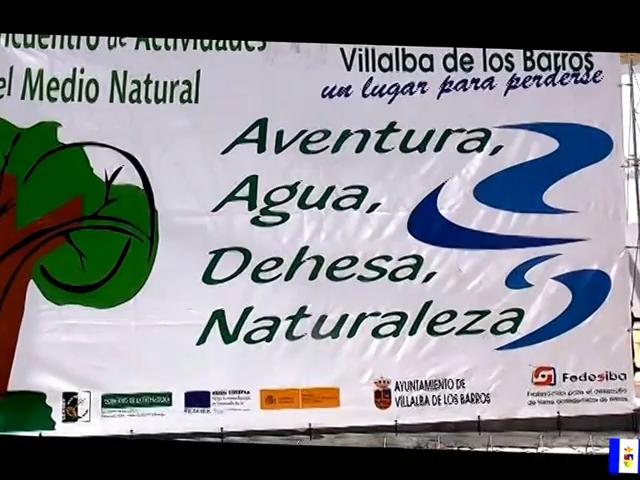 de Actividades
el Medio Natural
Villalba de los Barros
un lugar para perderse
Aventura,
Agua,
Dehesa,
Naturaleza
AYUNTAMIENTO DE
VILLALBA DE LOS BARROS
Fedesiba